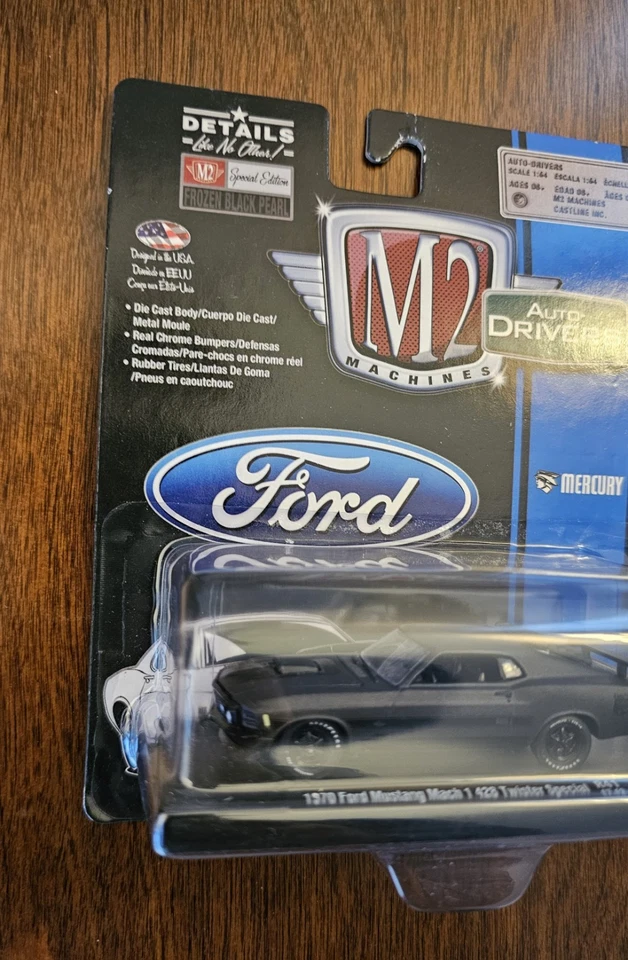 DETAILS
Like No Other!
M2 Special Edition
FROZEN BLACK PEARL
Designed in the U.S.A.
Diseñado en EEUU
Conçu aux États-Unis
• Die Cast Body/Cuerpo Die Cast/
Metal Moule
• Real Chrome Bumpers/Defensas
Cromadas/Pare-chocs en chrome réel
• Rubber Tires/Llantas De Goma
/Pneus en caoutchouc
M2
MACHINES
AUTO-DRIVERS
SCALE 1:64 ESCALA 1:64
AGES 08+ EDAD 08+
M2 MACHINES
CASTLINE INC.
AUTO-
DRIVE
Ford
MERCURY
1970 Ford Mustang Mach 1 428 Twister Special